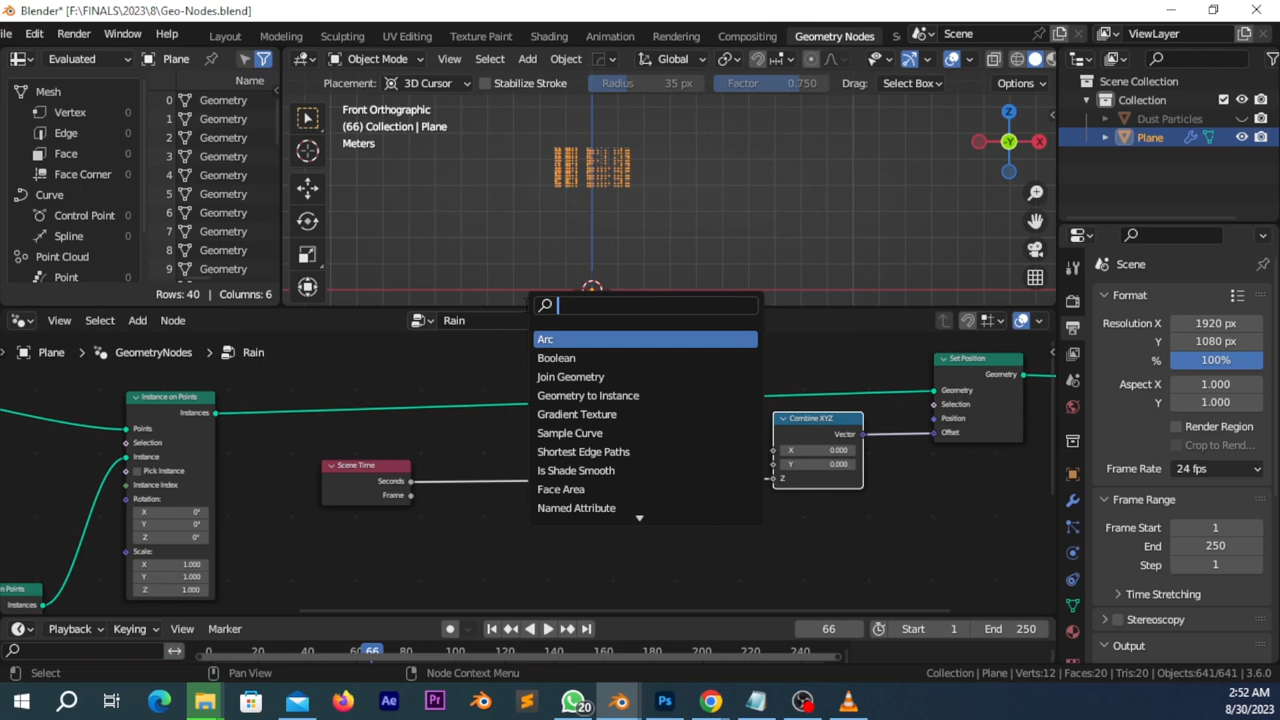 Blender* [F:\FINALS\2023\8\Geo-Nodes.blend]
ile Edit Render Window Help Layout Modeling Sculpting UV Editing Texture Paint Shading Animation Rendering Compositing Geometry Nodes S Scene ViewLayer
Evaluated Plane Object Mode View Select Add Object Global
Name
Placement: 3D Cursor Stabilize Stroke Radius 35 px Factor 0.750 Drag: Select Box Options
Scene Collection
Mesh
Vertex 0
Edge 0
Face 0
Face Corner 0
Curve
Control Point 0
Spline 0
Point Cloud
Point
0 Geometry
1 Geometry
2 Geometry
3 Geometry
4 Geometry
5 Geometry
6 Geometry
7 Geometry
8 Geometry
9 Geometry
Rows: 40 | Columns: 6
Front Orthographic
(66) Collection | Plane
Meters
Z
Y
X
Collection
Dust Particles
Plane
View Select Add Node Rain
Plane GeometryNodes Rain
Instance on Points
Instances
Points
Selection
Instance
Pick Instance
Instance Index
Rotation:
X 0°
Y 0°
Z 0°
Scale:
X 1.000
Y 1.000
Z 1.000
n Points
Instances
Scene Time
Seconds
Frame
Arc
Boolean
Join Geometry
Geometry to Instance
Gradient Texture
Sample Curve
Shortest Edge Paths
Is Shade Smooth
Face Area
Named Attribute
Combine XYZ
Vector
X 0.000
Y 0.000
Z
Set Position
Geometry
Geometry
Selection
Position
Offset
Scene
Format
Resolution X 1920 px
Y 1080 px
% 100%
Aspect X 1.000
Y 1.000
Render Region
Crop to Rend...
Frame Rate 24 fps
Frame Range
Frame Start 1
End 250
Step 1
Time Stretching
Stereoscopy
Output
Playback Keying View Marker 66 Start 1 End 250
0 20 40 60 66 80 100 120 140 160 180 200 220 240
Select Pan View Node Context Menu Collection | Plane | Verts:12 | Faces:20 | Tris:20 | Objects:641/641 | 3.6.0
Ae Pr 20 Ps
2:52 AM
8/30/2023